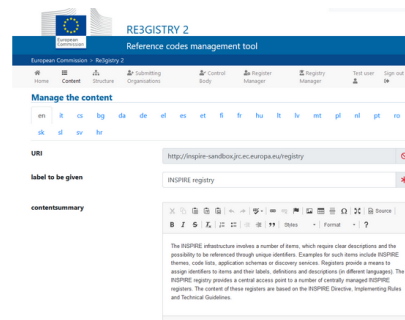 European
Commission
RE3GISTRY 2
Reference codes management tool
European Commission > Re3gistry 2
Home
Content
Structure
Submitting Organisations
Control Body
Register Manager
Registry Manager
Test user
Sign out
Manage the content
en it cs bg da de el es et fi fr hu lt lv mt pl nl pt ro
sk sl sv hr
URI
http://inspire-sandbox.jrc.ec.europa.eu/registry
label to be given
INSPIRE registry
contentsummary
Source
B I S Styles Format ?
The INSPIRE infrastructure involves a number of items, which require clear descriptions and the
possibility to be referenced through unique identifiers. Examples for such items include INSPIRE
themes, code lists, application schemas or discovery services. Registers provide a means to
assign identifiers to items and their labels, definitions and descriptions (in different languages). The
INSPIRE registry provides a central access point to a number of centrally managed INSPIRE
registers. The content of these registers are based on the INSPIRE Directive, Implementing Rules
and Technical Guidelines.